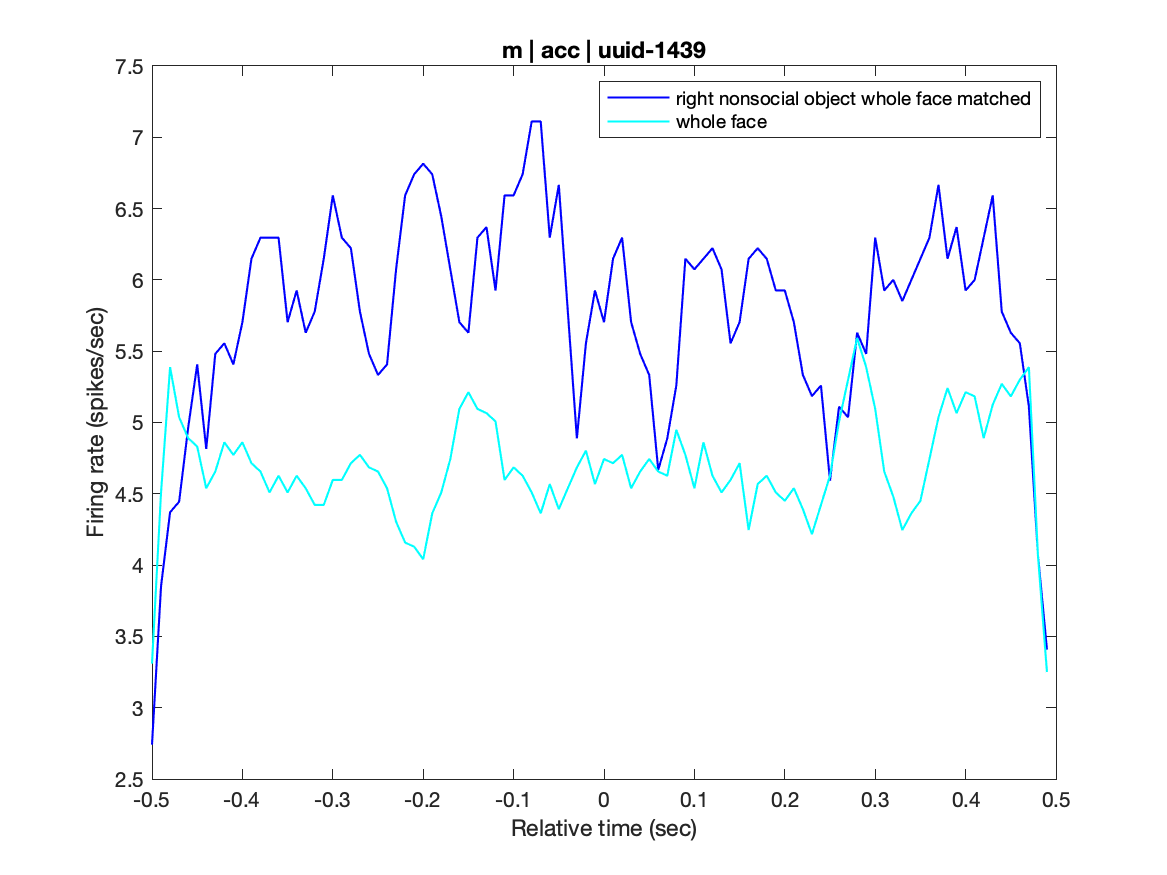 m | acc | uuid-1439
right nonsocial object whole face matched
whole face
Firing rate (spikes/sec)
7.5
7
6.5
6
5.5
5
4.5
4
3.5
3
2.5
-0.5 -0.4 -0.3 -0.2 -0.1 0 0.1 0.2 0.3 0.4 0.5
Relative time (sec)